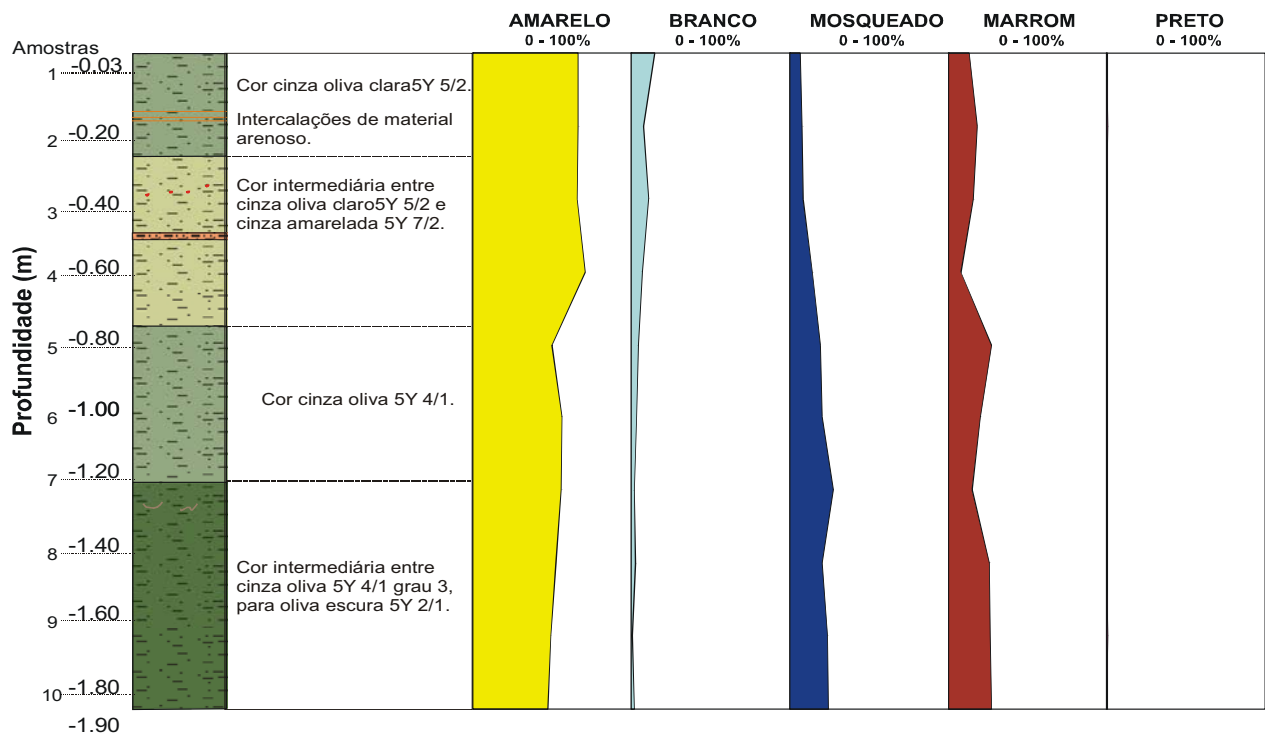 AMARELO
0 - 100%
BRANCO
0 - 100%
MOSQUEADO
0 - 100%
MARROM
0 - 100%
PRETO
0 - 100%
Amostras
Profundidade (m)
1 -0.03
2 -0.20
3 -0.40
4 -0.60
5 -0.80
6 -1.00
7 -1.20
8 -1.40
9 -1.60
10 -1.80
-1.90
Cor cinza oliva clara5Y 5/2.
Intercalações de material
arenoso.
Cor intermediária entre
cinza oliva claro5Y 5/2 e
cinza amarelada 5Y 7/2.
Cor cinza oliva 5Y 4/1.
Cor intermediária entre
cinza oliva 5Y 4/1 grau 3,
para oliva escura 5Y 2/1.